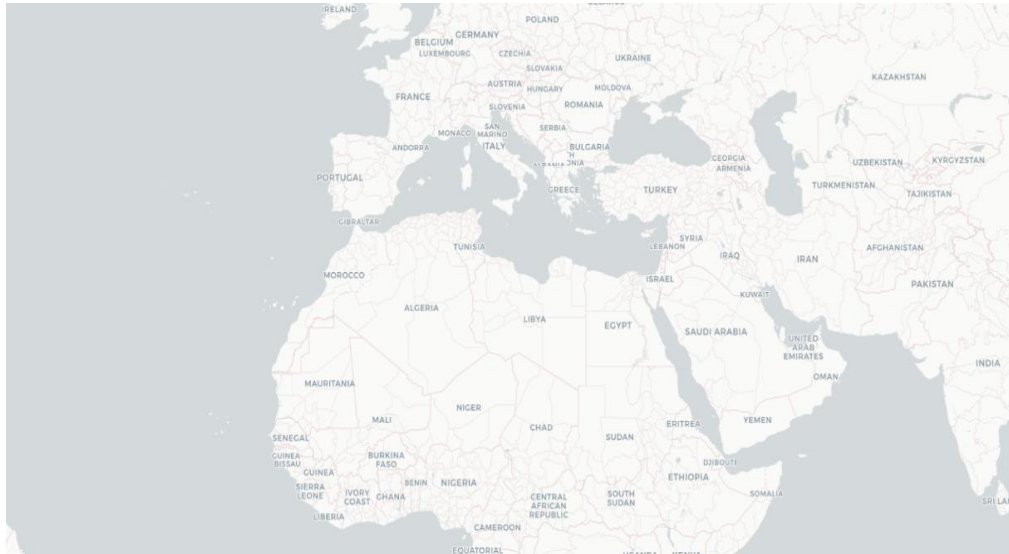 IRELAND
POLAND
BELGIUM
GERMANY
LUXEMBOURG
CZECHIA
SLOVAKIA
UKRAINE
KAZAKHSTAN
AUSTRIA
HUNGARY
MOLDOVA
FRANCE
SLOVENIA
ROMANIA
MONACO
SAN
MARINO
SERBIA
ANDORRA
ITALY
BULGARIA
GEORGIA
ARMENIA
UZBEKISTAN
KYRGYZSTAN
PORTUGAL
GREECE
TURKEY
TURKMENISTAN
TAJIKISTAN
GIBRALTAR
TUNISIA
LEBANON
SYRIA
IRAQ
IRAN
AFGHANISTAN
MOROCCO
ISRAEL
KUWAIT
PAKISTAN
ALGERIA
LIBYA
EGYPT
SAUDI ARABIA
UNITED
ARAB
EMIRATES
INDIA
OMAN
MAURITANIA
MALI
NIGER
CHAD
SUDAN
ERITREA
YEMEN
SENEGAL
GUINEA
BISSAU
GUINEA
BURKINA
FASO
BENIN
NIGERIA
DJIBOUTI
ETHIOPIA
SOMALIA
SIERRA
LEONE
IVORY
COAST
GHANA
CENTRAL
AFRICAN
REPUBLIC
SOUTH
SUDAN
SRI LA
LIBERIA
CAMEROON
EQUATORIAL